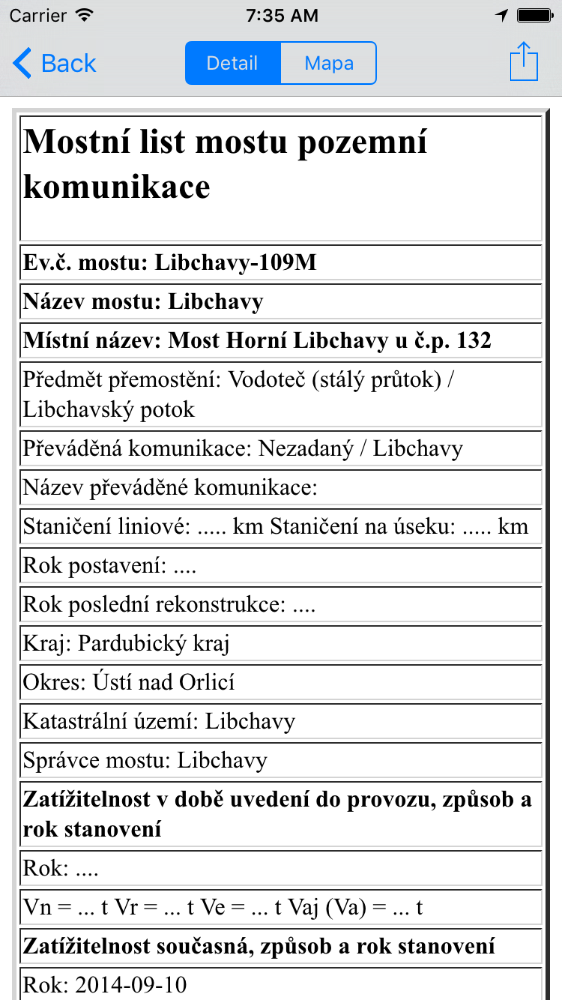 Carrier 7:35 AM
Back Detail Mapa
Mostní list mostu pozemní
komunikace
Ev.č. mostu: Libchavy-109M
Název mostu: Libchavy
Místní název: Most Horní Libchavy u č.p. 132
Předmět přemostění: Vodoteč (stálý průtok) /
Libchavský potok
Převáděná komunikace: Nezadaný / Libchavy
Název převáděné komunikace:
Staničení liniové: ..... km Staničení na úseku: ..... km
Rok postavení: ....
Rok poslední rekonstrukce: ....
Kraj: Pardubický kraj
Okres: Ústí nad Orlicí
Katastrální území: Libchavy
Správce mostu: Libchavy
Zatížitelnost v době uvedení do provozu, způsob a
rok stanovení
Rok: ....
Vn = ... t Vr = ... t Ve = ... t Vaj (Va) = ... t
Zatížitelnost současná, způsob a rok stanovení
Rok: 2014-09-10